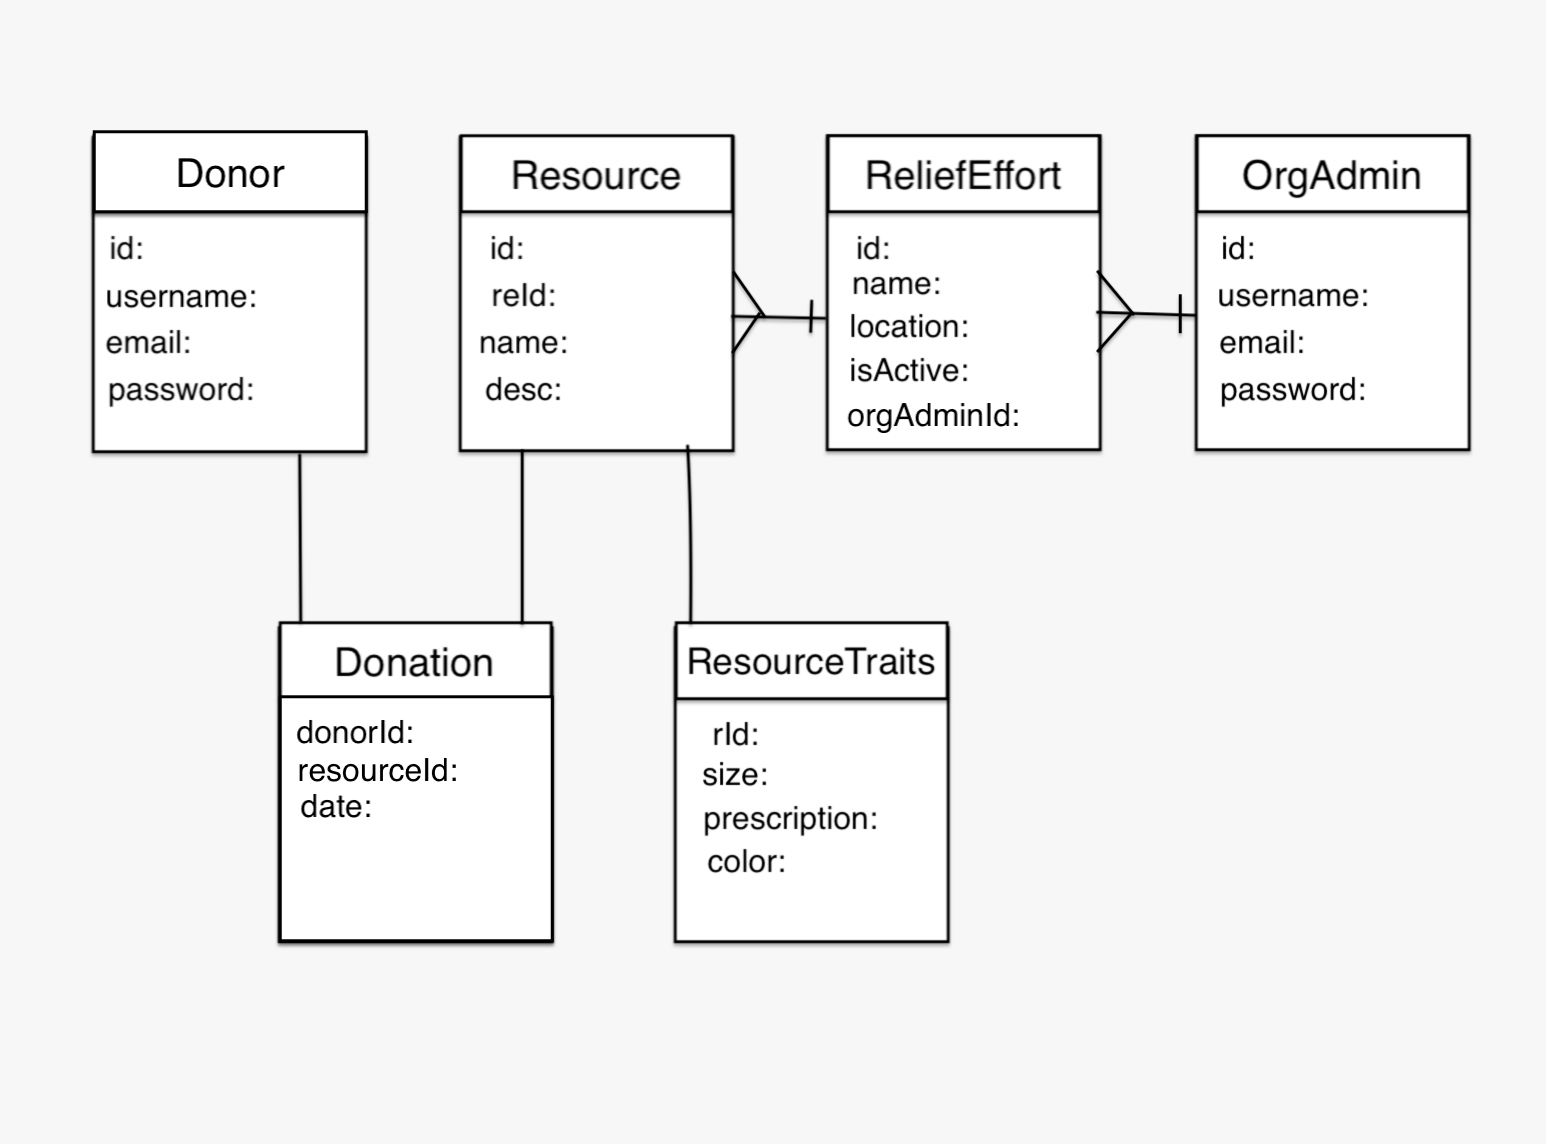 Donor
id:
username:
email:
password:
Resource
id:
reId:
name:
desc:
ReliefEffort
id:
name:
location:
isActive:
orgAdminId:
OrgAdmin
id:
username:
email:
password:
Donation
donorId:
resourceId:
date:
ResourceTraits
rId:
size:
prescription:
color: